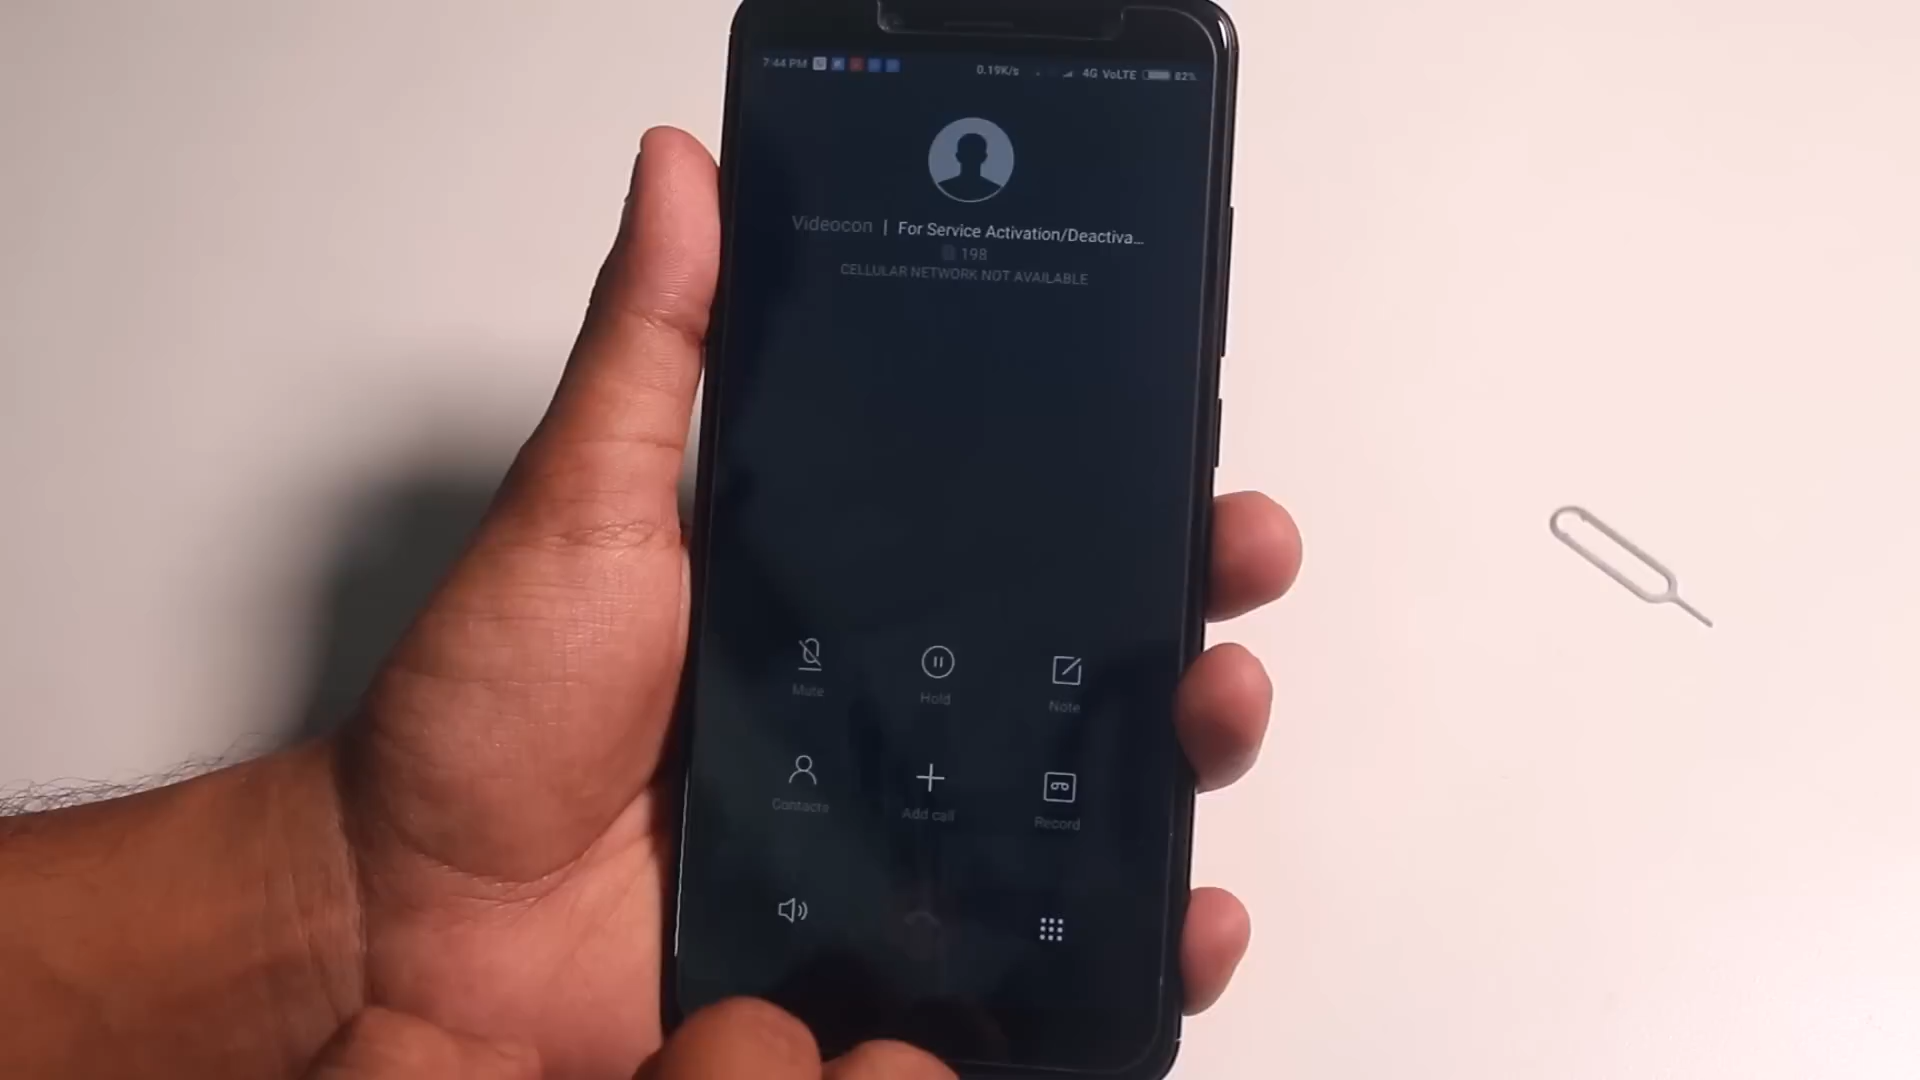 7:44 PM 0.19K/s 4G VoLTE 82%
Videocon | For Service Activation/Deactiva...
198
CELLULAR NETWORK NOT AVAILABLE
Mute Hold Note
Contacts Add call Record